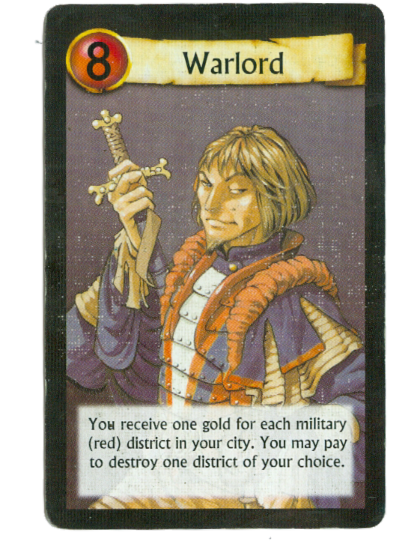 8
Warlord
You receive one gold for each military
(red) district in your city. You may pay
to destroy one district of your choice.